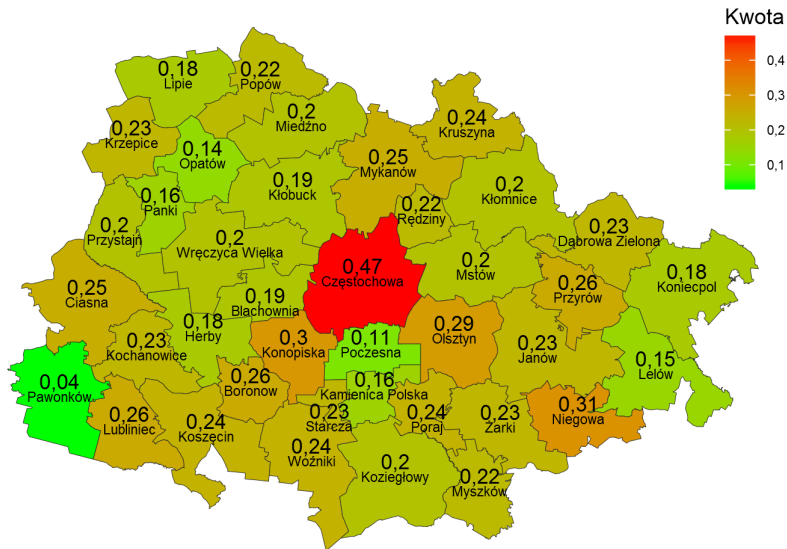 Kwota
0,4
0,3
0,2
0,1
0,18
Lipie
0,22
Popów
0,2
Miedźno
0,24
Kruszyna
0,23
Krzepice
0,14
Opatów
0,25
Mykanów
0,16
Panki
0,19
Kłobuck
0,2
Kłomnice
0,22
Rędziny
0,2
Przystajń
0,2
Wręczyca Wielka
0,23
Dąbrowa Zielona
0,47
Częstochowa
0,2
Mstów
0,26
Przyrów
0,18
Koniecpol
0,25
Ciasna
0,19
Blachownia
0,18
Herby
0,23
Kochanowice
0,3
Konopiska
0,11
Poczesna
0,29
Olsztyn
0,23
Janów
0,15
Lelów
0,04
Pawonków
0,26
Boronow
0,16
Kamienica Polska
0,26
Lubliniec
0,24
Koszęcin
0,23
Starcza
0,24
Poraj
0,23
Żarki
0,31
Niegowa
0,24
Woźniki
0,2
Koziegłowy
0,22
Myszków